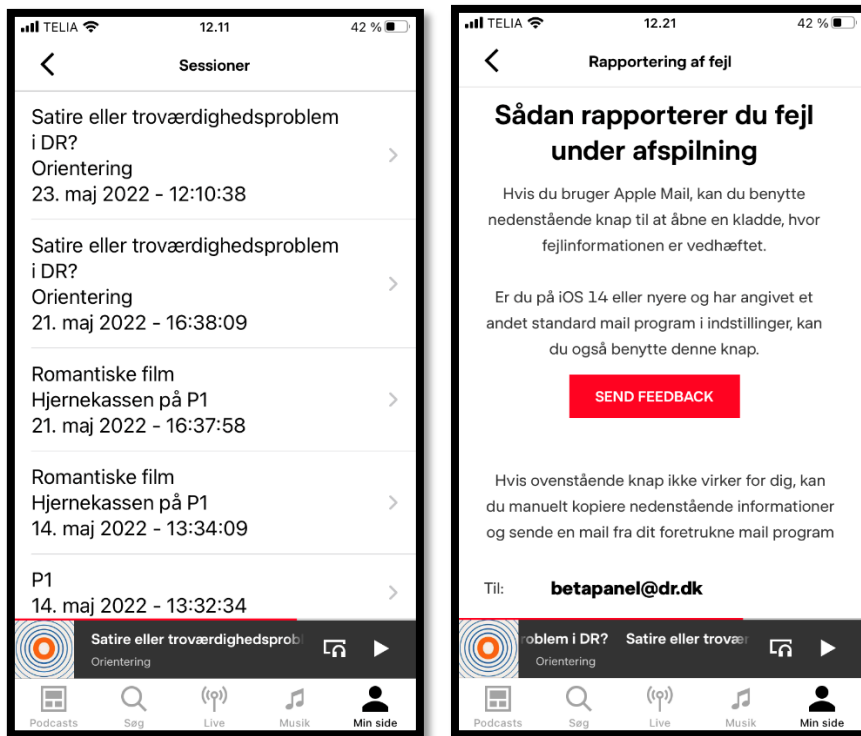 TELIA 12.11 42 %
Sessioner
Satire eller troværdighedsproblem
i DR?
Orientering
23. maj 2022 - 12:10:38
Satire eller troværdighedsproblem
i DR?
Orientering
21. maj 2022 - 16:38:09
Romantiske film
Hjernekassen på P1
21. maj 2022 - 16:37:58
Romantiske film
Hjernekassen på P1
14. maj 2022 - 13:34:09
P1
14. maj 2022 - 13:32:34
Satire eller troværdighedsprobl
Orientering
Podcasts Søg Live Musik Min side
TELIA 12.21 42 %
Rapportering af fejl
Sådan rapporterer du fejl
under afspilning
Hvis du bruger Apple Mail, kan du benytte
nedenstående knap til at åbne en kladde, hvor
fejlinformationen er vedhæftet.
Er du på iOS 14 eller nyere og har angivet et
andet standard mail program i indstillinger, kan
du også benytte denne knap.
SEND FEEDBACK
Hvis ovenstående knap ikke virker for dig, kan
du manuelt kopiere nedenstående informationer
og sende en mail fra dit foretrukne mail program
Til: betapanel@dr.dk
roblem i DR? Satire eller trovær
Orientering
Podcasts Søg Live Musik Min side